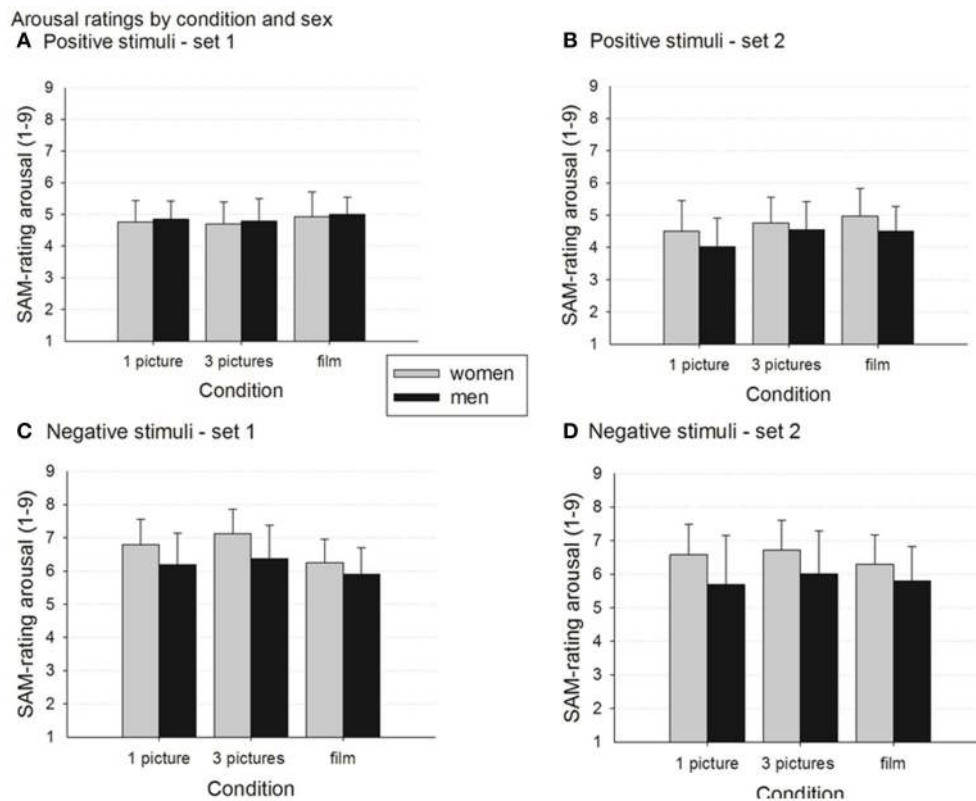 Arousal ratings by condition and sex
A Positive stimuli - set 1
SAM-rating arousal (1-9)
9
8
7
6
5
4
3
2
1
1 picture 3 pictures film
Condition
B Positive stimuli - set 2
SAM-rating arousal (1-9)
9
8
7
6
5
4
3
2
1
1 picture 3 pictures film
Condition
women
men
C Negative stimuli - set 1
SAM-rating arousal (1-9)
9
8
7
6
5
4
3
2
1
1 picture 3 pictures film
Condition
D Negative stimuli - set 2
SAM-rating arousal (1-9)
9
8
7
6
5
4
3
2
1
1 picture 3 pictures film
Condition